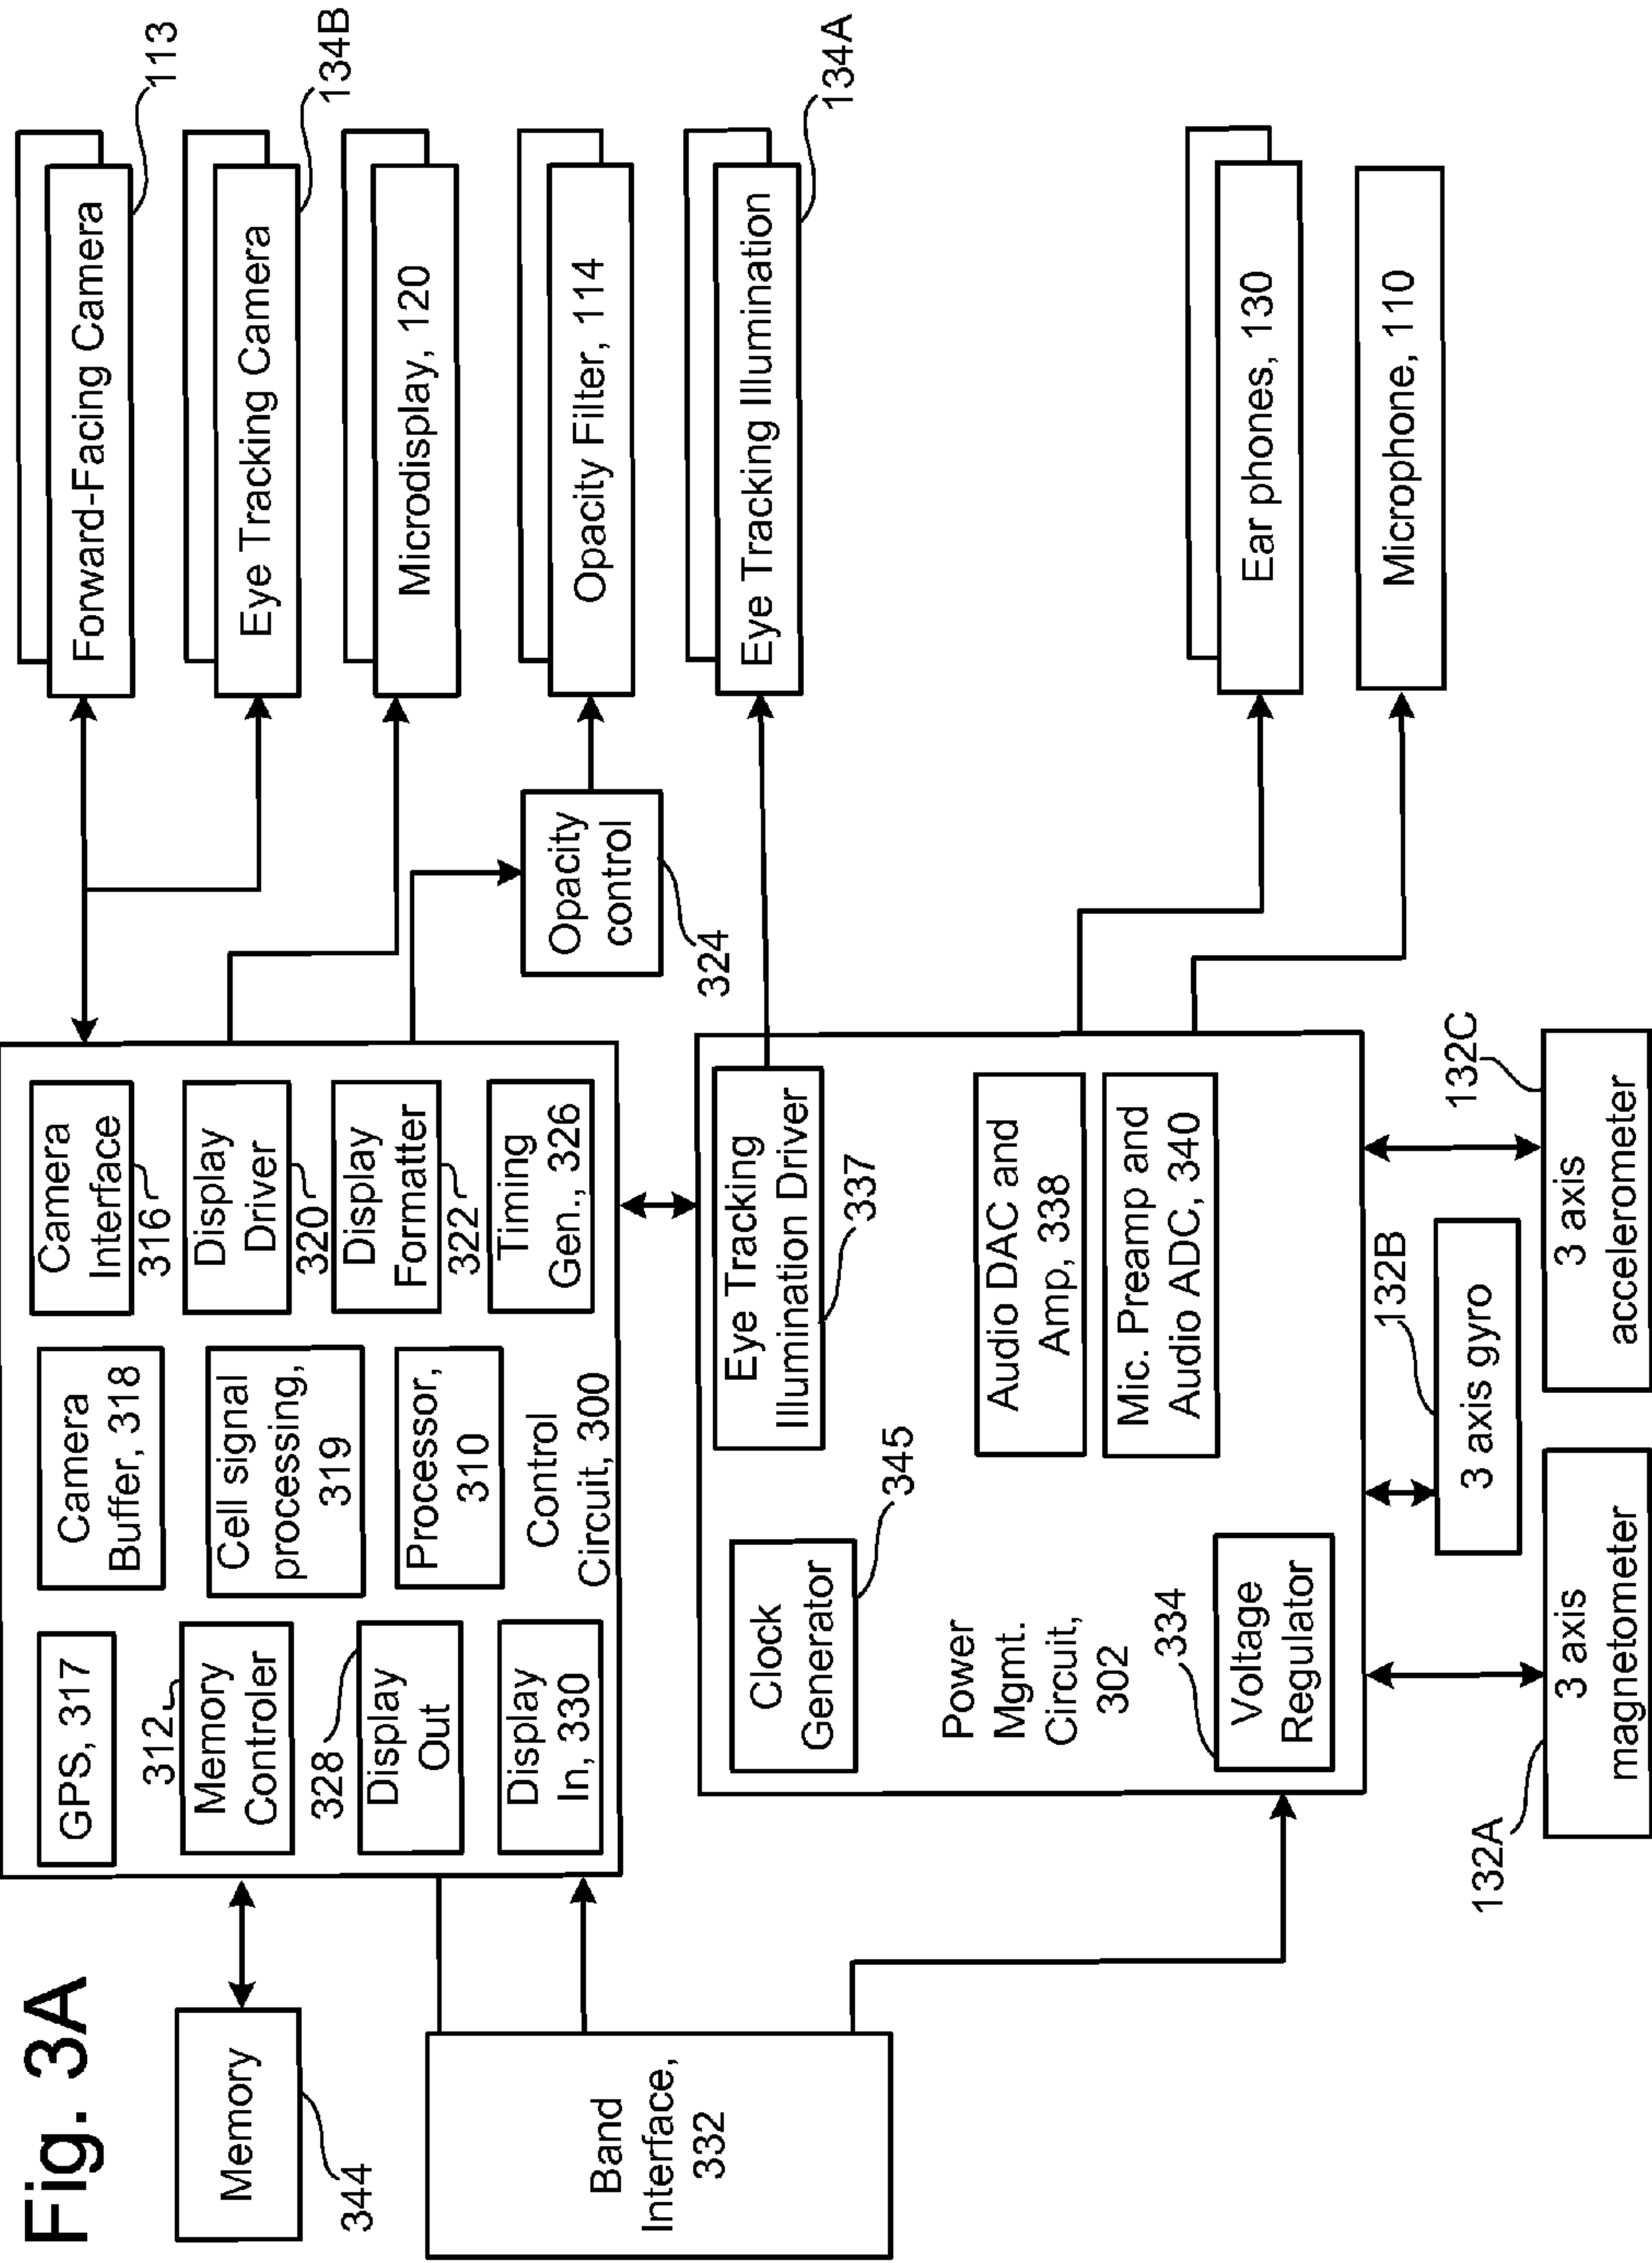 Fig. 3A
Memory
344
Band
Interface,
332
GPS, 317
312
Memory
Controler
328
Display
Out
Display
In, 330
Camera
Buffer, 318
Cell signal
processing,
319
Processor,
310
Control
Circuit, 300
Camera
Interface
316
Display
Driver
320
Display
Formatter
322
Timing
Gen., 326
Forward-Facing Camera
113
Eye Tracking Camera
134B
Microdisplay, 120
Opacity
control
324
Opacity Filter, 114
Eye Tracking Illumination
134A
Clock
Generator
345
Power
Mgmt.
Circuit,
302
334
Voltage
Regulator
Eye Tracking
Illumination Driver
337
Audio DAC and
Amp, 338
Mic. Preamp and
Audio ADC, 340
Ear phones, 130
Microphone, 110
132A
3 axis
magnetometer
132B
3 axis gyro
132C
3 axis
accelerometer